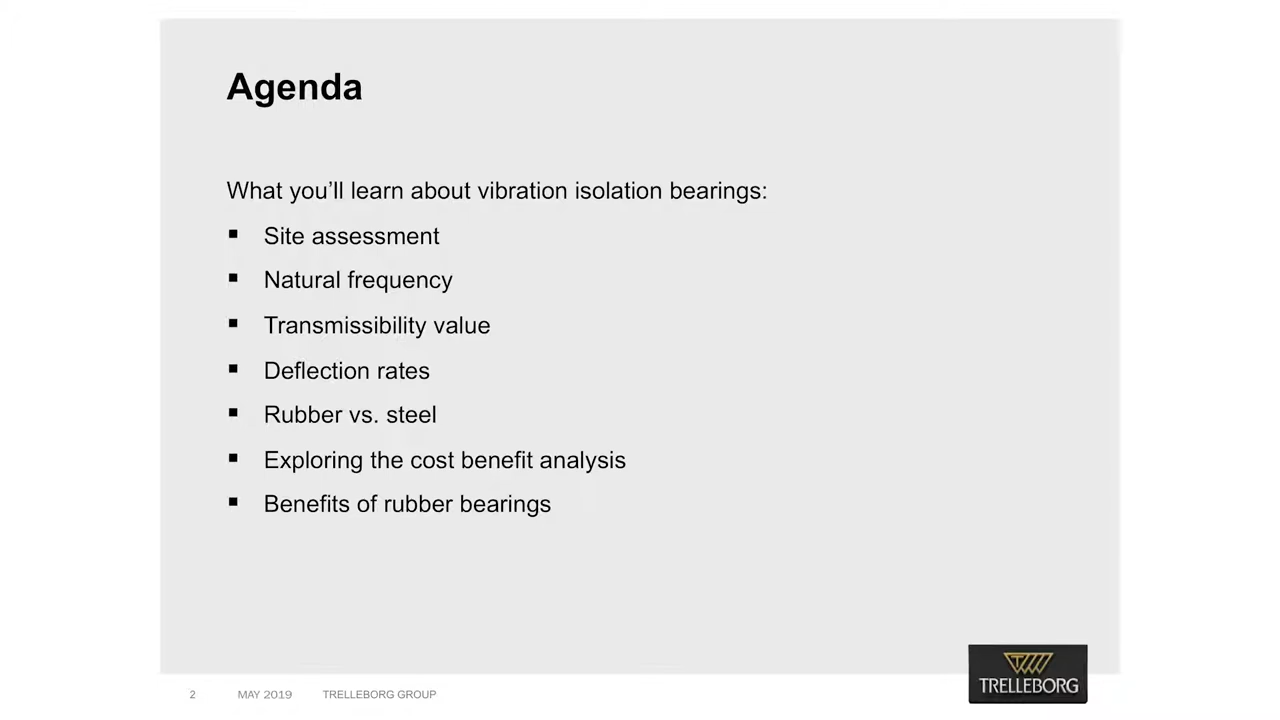 Agenda
What you’ll learn about vibration isolation bearings:
▪ Site assessment
▪ Natural frequency
▪ Transmissibility value
▪ Deflection rates
▪ Rubber vs. steel
▪ Exploring the cost benefit analysis
▪ Benefits of rubber bearings
2 MAY 2019 TRELLEBORG GROUP
TRELLEBORG